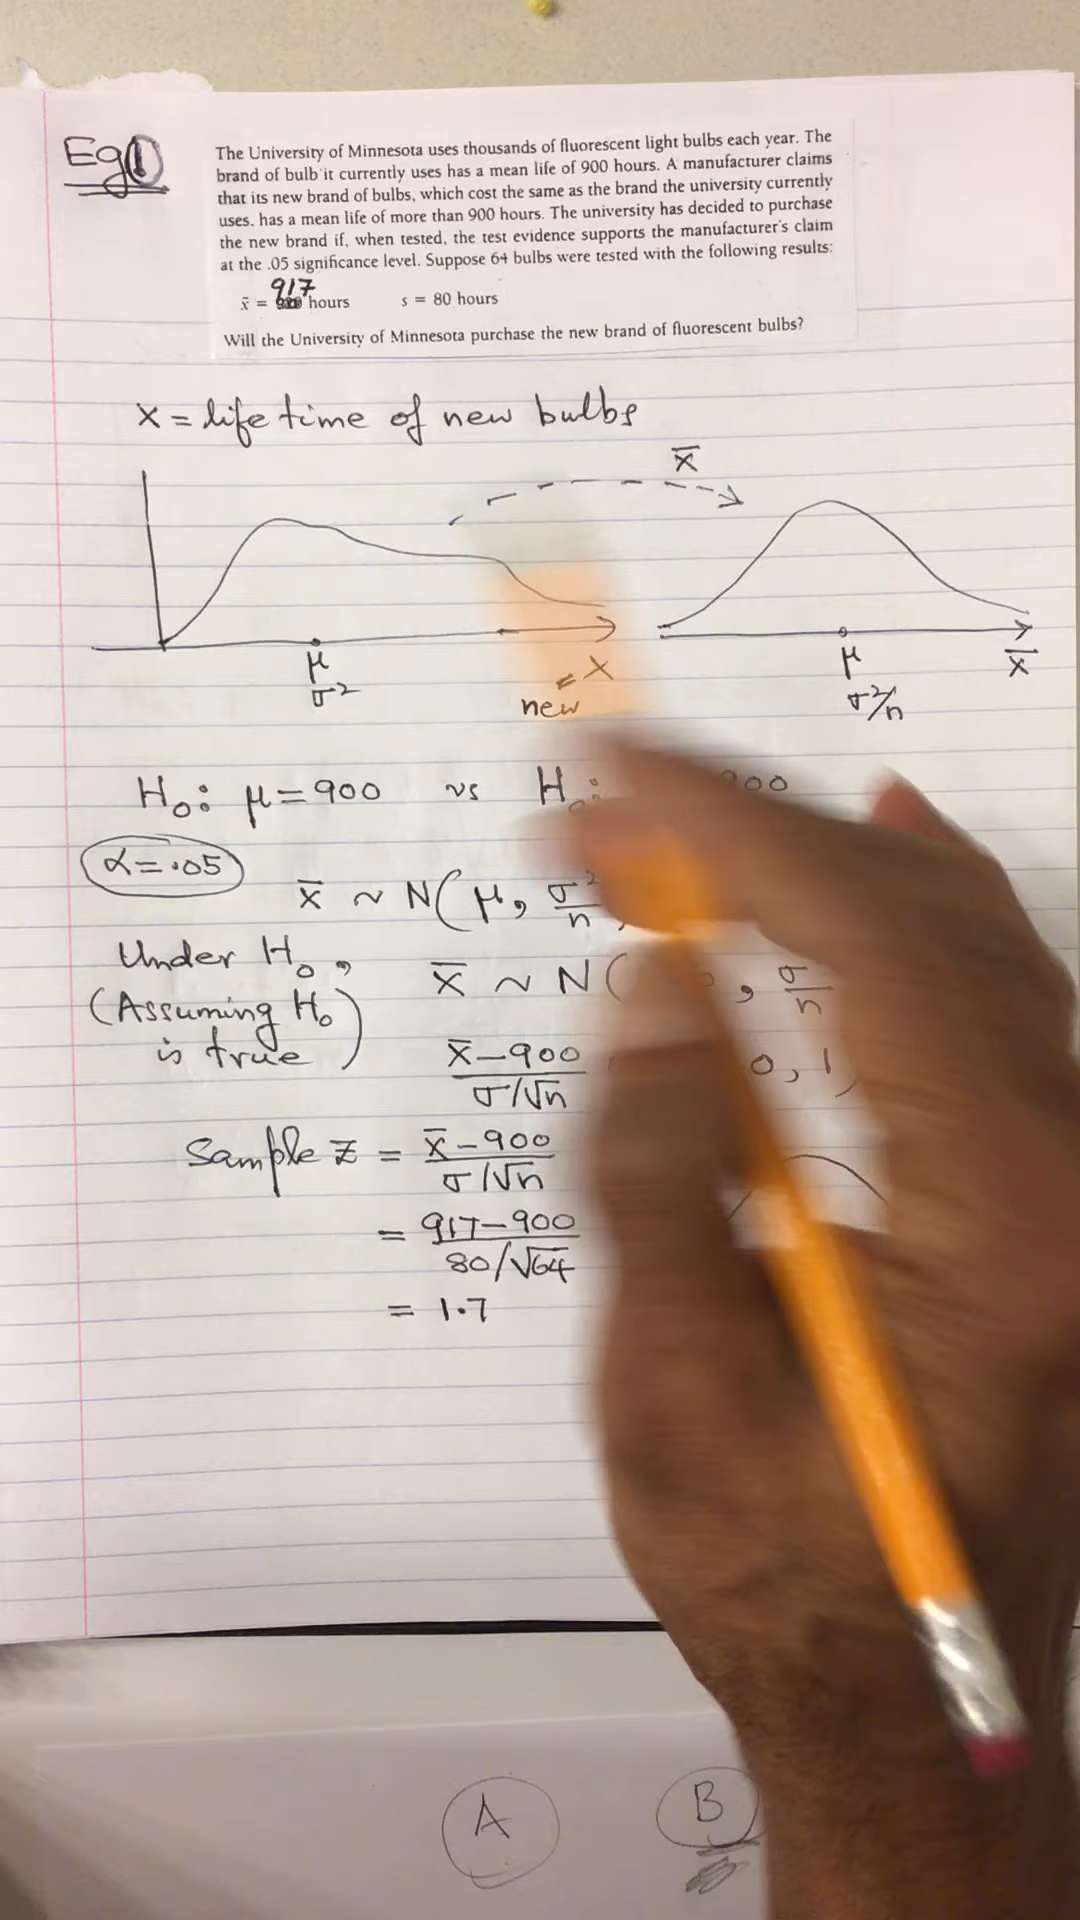 Eg①
The University of Minnesota uses thousands of fluorescent light bulbs each year. The
brand of bulb it currently uses has a mean life of 900 hours. A manufacturer claims
that its new brand of bulbs, which cost the same as the brand the university currently
uses, has a mean life of more than 900 hours. The university has decided to purchase
the new brand if, when tested, the test evidence supports the manufacturer's claim
at the .05 significance level. Suppose 64 bulbs were tested with the following results:
917
x̄ = hours s = 80 hours
Will the University of Minnesota purchase the new brand of fluorescent bulbs?
X = life time of new bulbs
x̄
μ
σ²
= X
new
μ
σ²/n
x̄
H₀: μ = 900 vs H : 900
α = .05
x̄ ~ N(μ, σ²/n
Under H₀, x̄ ~ N( , σ/n
(Assuming H₀
is true)
x̄ - 900 / σ/√n 0, 1)
Sample Z = x̄ - 900 / σ/√n
= 917 - 900 / 80/√64
= 1.7
A
B